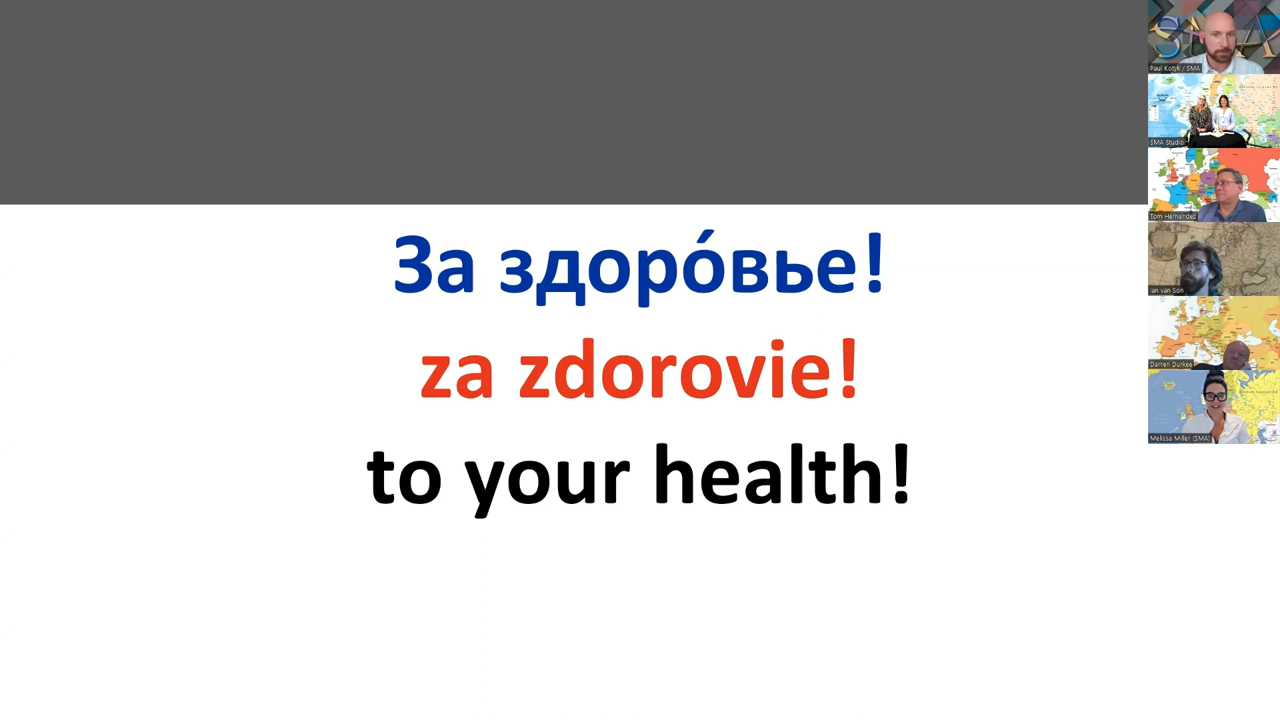 За здоро́вье!
za zdorovie!
to your health!
Paul Kotyk / SMA
SMA Studio
Tom Hernandez
Ian van Son
Darren Durkee
Melissa Miller (SMA)